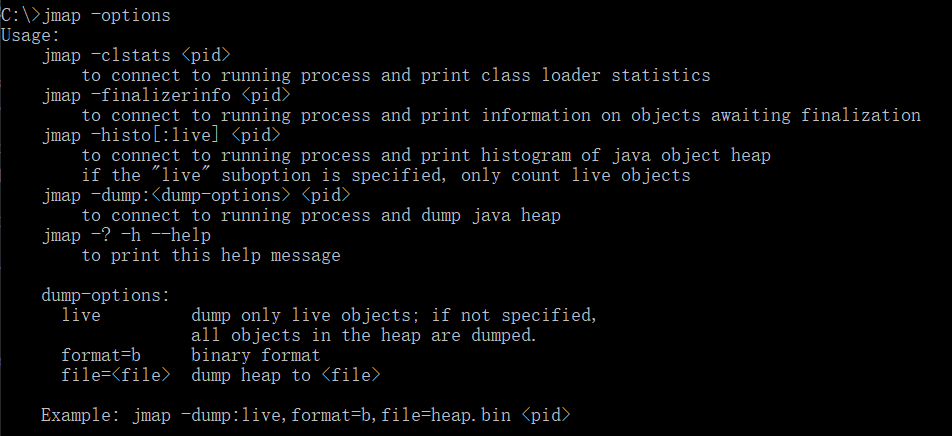 C:\>jmap -options
Usage:
    jmap -clstats <pid>
        to connect to running process and print class loader statistics
    jmap -finalizerinfo <pid>
        to connect to running process and print information on objects awaiting finalization
    jmap -histo[:live] <pid>
        to connect to running process and print histogram of java object heap
        if the "live" suboption is specified, only count live objects
    jmap -dump:<dump-options> <pid>
        to connect to running process and dump java heap
    jmap -? -h --help
        to print this help message

    dump-options:
      live         dump only live objects; if not specified,
                   all objects in the heap are dumped.
      format=b     binary format
      file=<file>  dump heap to <file>

    Example: jmap -dump:live,format=b,file=heap.bin <pid>